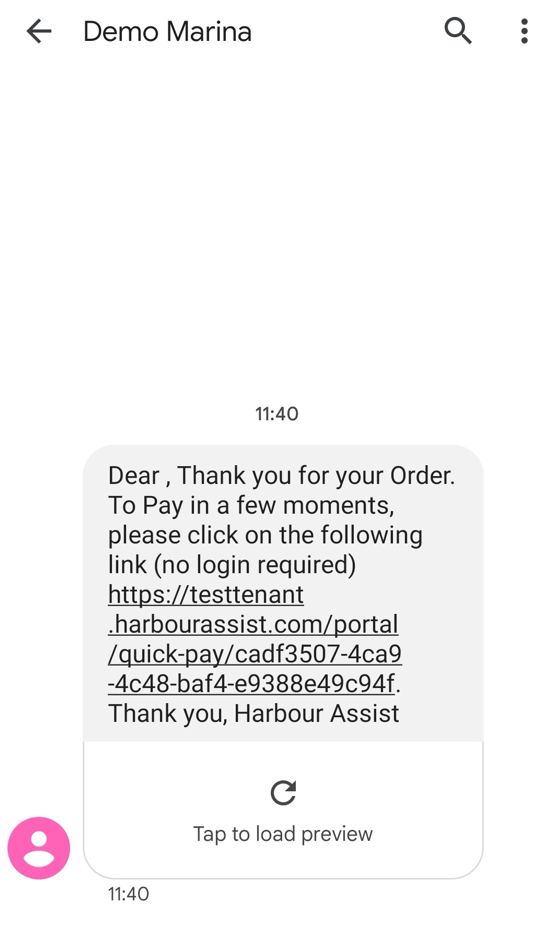 Demo Marina
11:40
Dear , Thank you for your Order.
To Pay in a few moments,
please click on the following
link (no login required)
https://testtenant
.harbourassist.com/portal
/quick-pay/cadf3507-4ca9
-4c48-baf4-e9388e49c94f.
Thank you, Harbour Assist
Tap to load preview
11:40